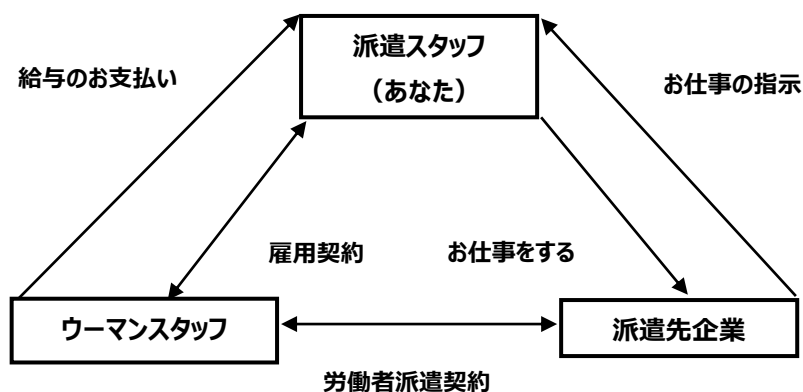 派遣スタッフ
（あなた）
給与のお支払い
お仕事の指示
雇用契約
お仕事をする
ウーマンスタッフ
派遣先企業
労働者派遣契約